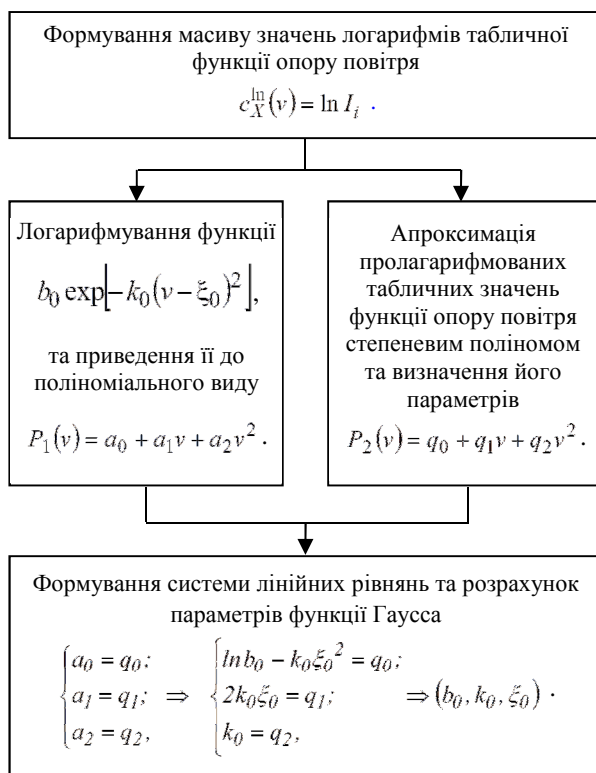 Формування масиву значень логарифмів табличної
функції опору повітря
c_X^{ln}(v) = ln I_i .
Логарифмування функції
b_0 exp⌊−k_0(v − ξ_0)^2⌋,
та приведення її до
поліноміального виду
P_1(v) = a_0 + a_1v + a_2v^2 .
Апроксимація
пролагарифмованих
табличних значень
функції опору повітря
степеневим поліномом
та визначення його
параметрів
P_2(v) = q_0 + q_1v + q_2v^2 .
Формування системи лінійних рівнянь та розрахунок
параметрів функції Гаусса
{a_0 = q_0; {ln b_0 − k_0ξ_0^2 = q_0;
{a_1 = q_1; ⇒ {2k_0ξ_0 = q_1; ⇒ (b_0, k_0, ξ_0) .
{a_2 = q_2, {k_0 = q_2,